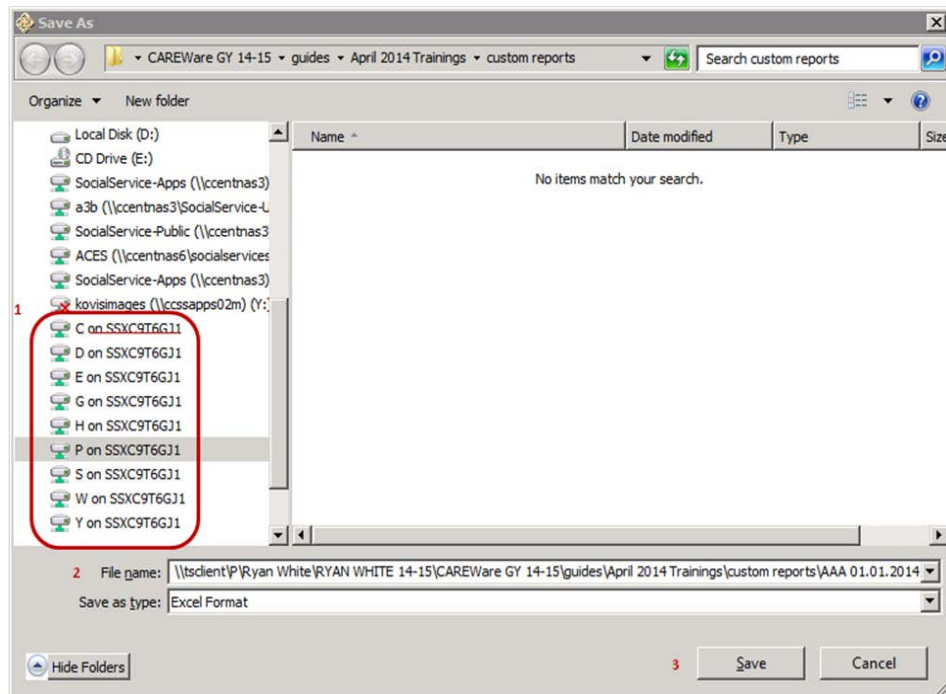 Save As
CAREWare GY 14-15 guides April 2014 Trainings custom reports Search custom reports
Organize New folder
Name Date modified Type Size
Local Disk (D:)
CD Drive (E:)
No items match your search.
SocialService-Apps (\\ccentnas3)
a3b (\\ccentnas3\SocialService-U
SocialService-Public (\\ccentnas3
ACES (\\ccentnas6\socialservices
SocialService-Apps (\\ccentnas3)
1 kovisimages (\\ccssapps02m) (Y:)
C on SSXC9T6GJ1
D on SSXC9T6GJ1
E on SSXC9T6GJ1
G on SSXC9T6GJ1
H on SSXC9T6GJ1
P on SSXC9T6GJ1
S on SSXC9T6GJ1
W on SSXC9T6GJ1
Y on SSXC9T6GJ1
2 File name: \\tsclient\P\Ryan White\RYAN WHITE 14-15\CAREWare GY 14-15\guides\April 2014 Trainings\custom reports\AAA 01.01.2014
Save as type: Excel Format
Hide Folders 3 Save Cancel